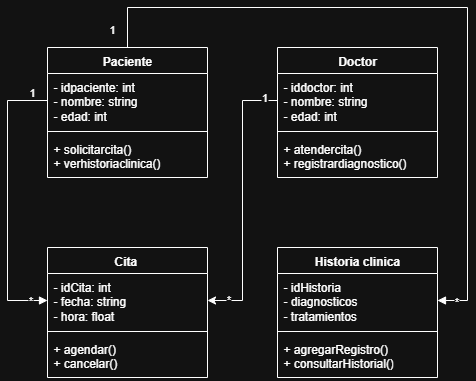 1
Paciente
- idpaciente: int
- nombre: string
- edad: int
+ solicitarcita()
+ verhistoriaclinica()
1
Doctor
- iddoctor: int
- nombre: string
- edad: int
+ atendercita()
+ registrardiagnostico()
1
Cita
- idCita: int
- fecha: string
- hora: float
+ agendar()
+ cancelar()
*
*
Historia clinica
- idHistoria
- diagnosticos
- tratamientos
+ agregarRegistro()
+ consultarHistorial()
*